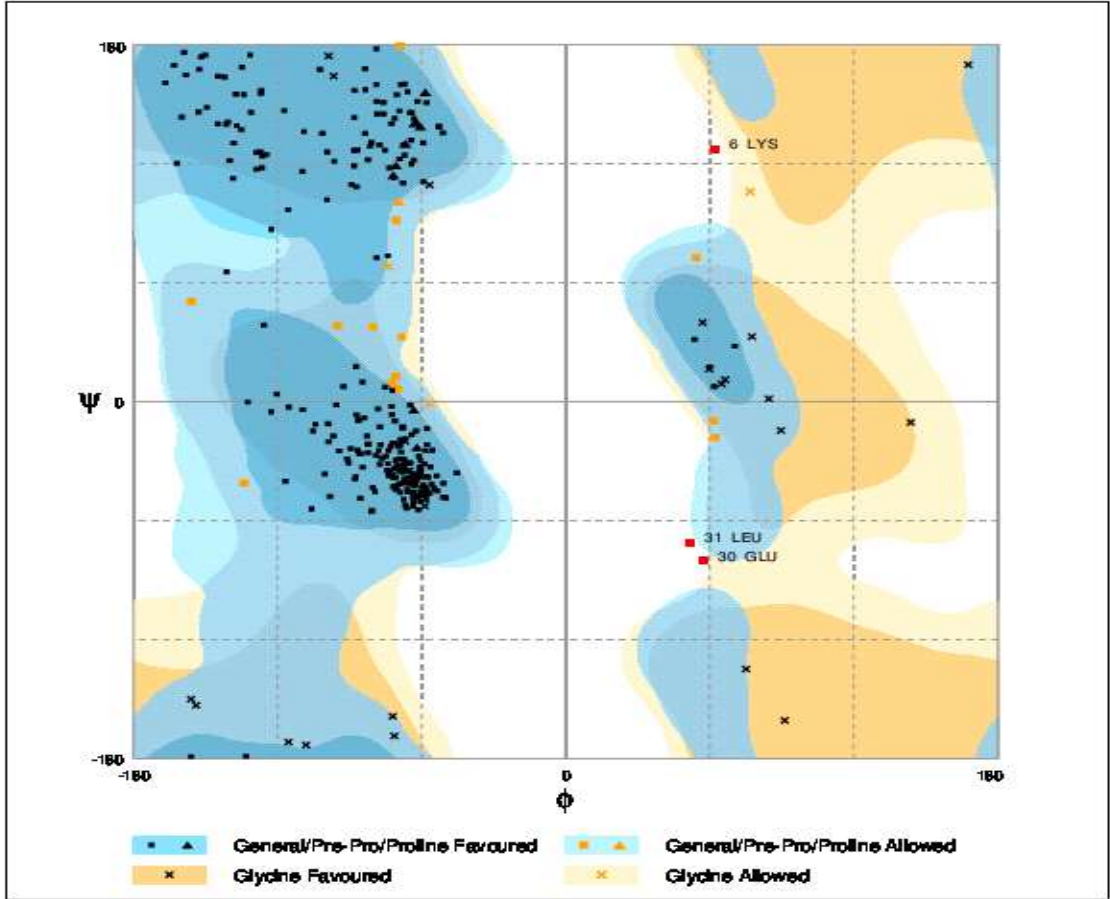 180
6 LYS
ψ 0
31 LEU
30 GLU
-180
-180 0 180
ϕ
General/Pre-Pro/Proline Favoured General/Pre-Pro/Proline Allowed
Glycine Favoured Glycine Allowed